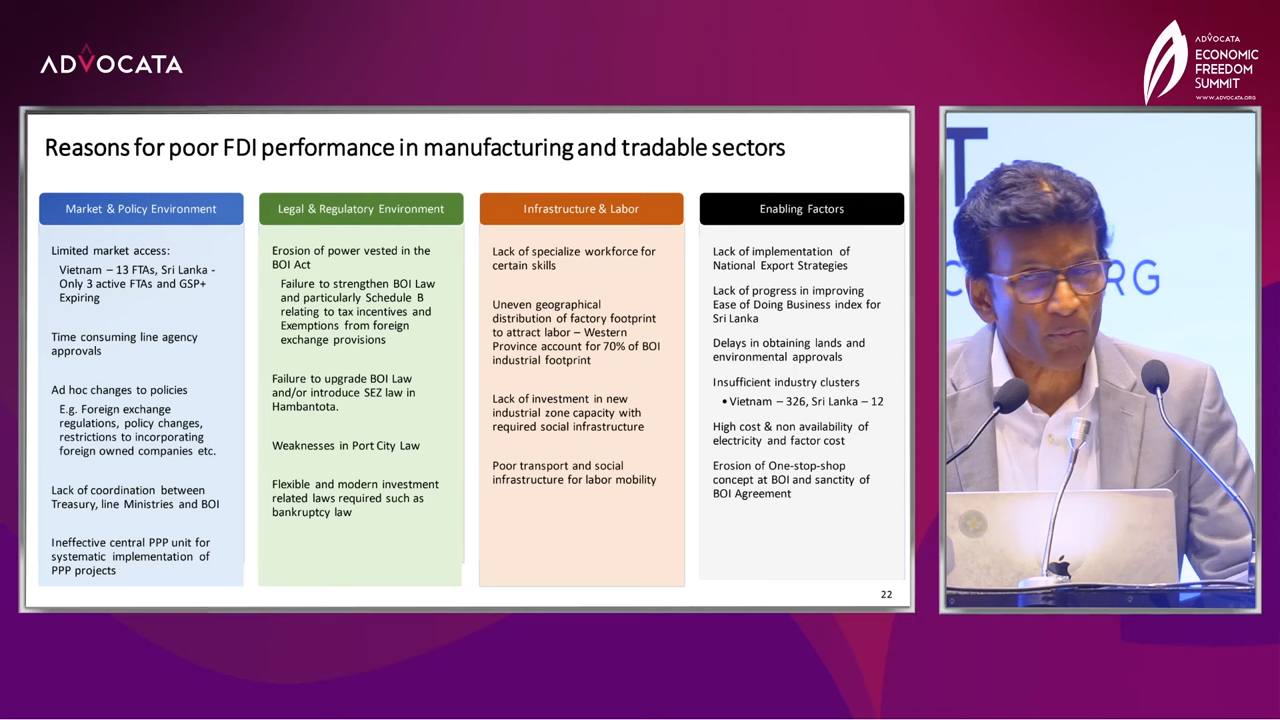 ADVOCATA
ADVOCATA
ECONOMIC
FREEDOM
SUMMIT
WWW.ADVOCATA.ORG
Reasons for poor FDI performance in manufacturing and tradable sectors
Market & Policy Environment
Limited market access:
Vietnam – 13 FTAs, Sri Lanka -
Only 3 active FTAs and GSP+
Expiring
Time consuming line agency
approvals
Ad hoc changes to policies
E.g. Foreign exchange
regulations, policy changes,
restrictions to incorporating
foreign owned companies etc.
Lack of coordination between
Treasury, line Ministries and BOI
Ineffective central PPP unit for
systematic implementation of
PPP projects
Legal & Regulatory Environment
Erosion of power vested in the
BOI Act
Failure to strengthen BOI Law
and particularly Schedule B
relating to tax incentives and
Exemptions from foreign
exchange provisions
Failure to upgrade BOI Law
and/or introduce SEZ law in
Hambantota.
Weaknesses in Port City Law
Flexible and modern investment
related laws required such as
bankruptcy law
Infrastructure & Labor
Lack of specialize workforce for
certain skills
Uneven geographical
distribution of factory footprint
to attract labor – Western
Province account for 70% of BOI
industrial footprint
Lack of investment in new
industrial zone capacity with
required social infrastructure
Poor transport and social
infrastructure for labor mobility
Enabling Factors
Lack of implementation of
National Export Strategies
Lack of progress in improving
Ease of Doing Business index for
Sri Lanka
Delays in obtaining lands and
environmental approvals
Insufficient industry clusters
• Vietnam – 326, Sri Lanka – 12
High cost & non availability of
electricity and factor cost
Erosion of One-stop-shop
concept at BOI and sanctity of
BOI Agreement
22
T
RG